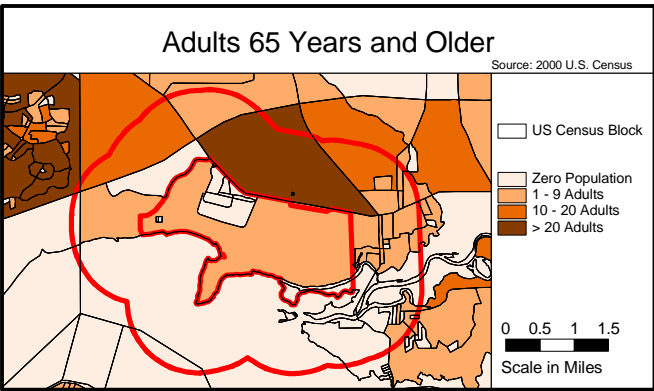 Adults 65 Years and Older
Source: 2000 U.S. Census
US Census Block
Zero Population
1 - 9 Adults
10 - 20 Adults
> 20 Adults
0 0.5 1 1.5
Scale in Miles